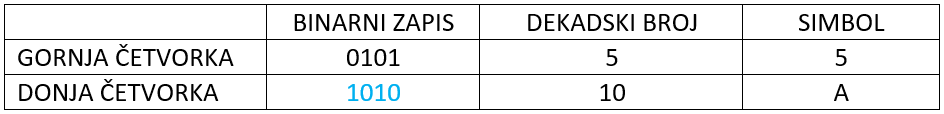 BINARNI ZAPIS DEKADSKI BROJ SIMBOL
GORNJA ČETVORKA 0101 5 5
DONJA ČETVORKA 1010 10 A